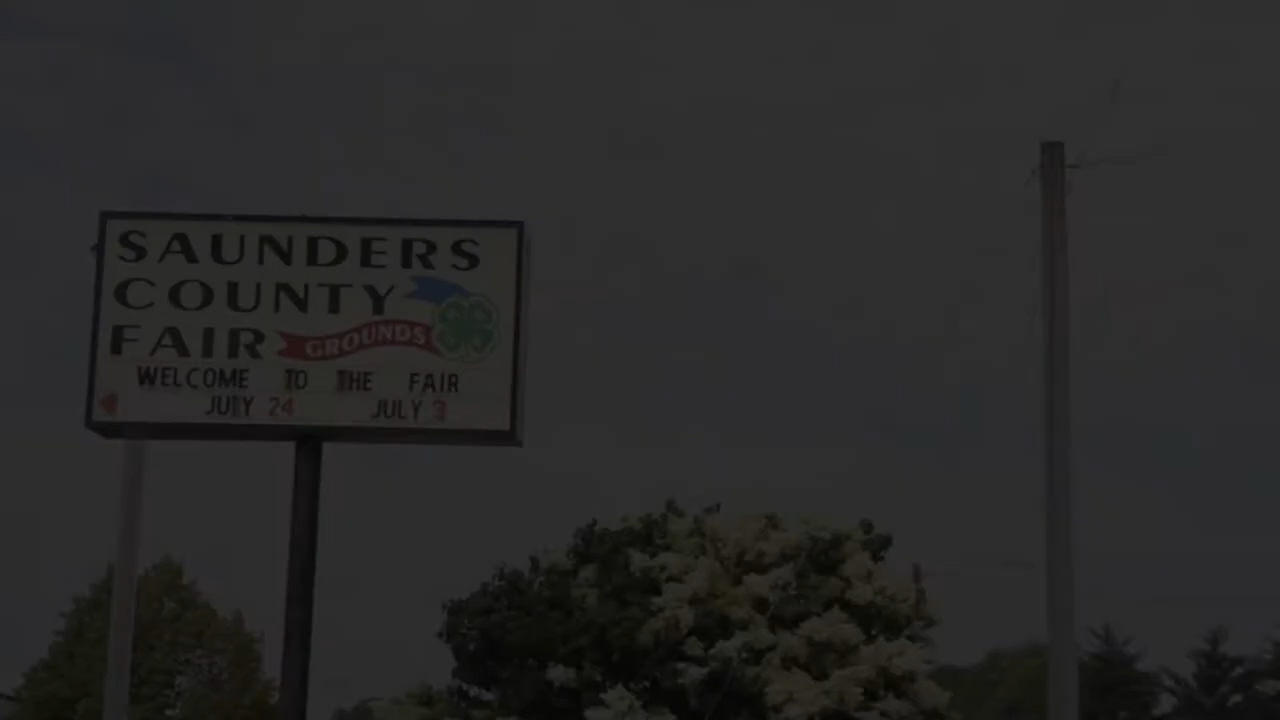 SAUNDERS
COUNTY
FAIR GROUNDS
WELCOME TO THE FAIR
JULY 24 JULY 3